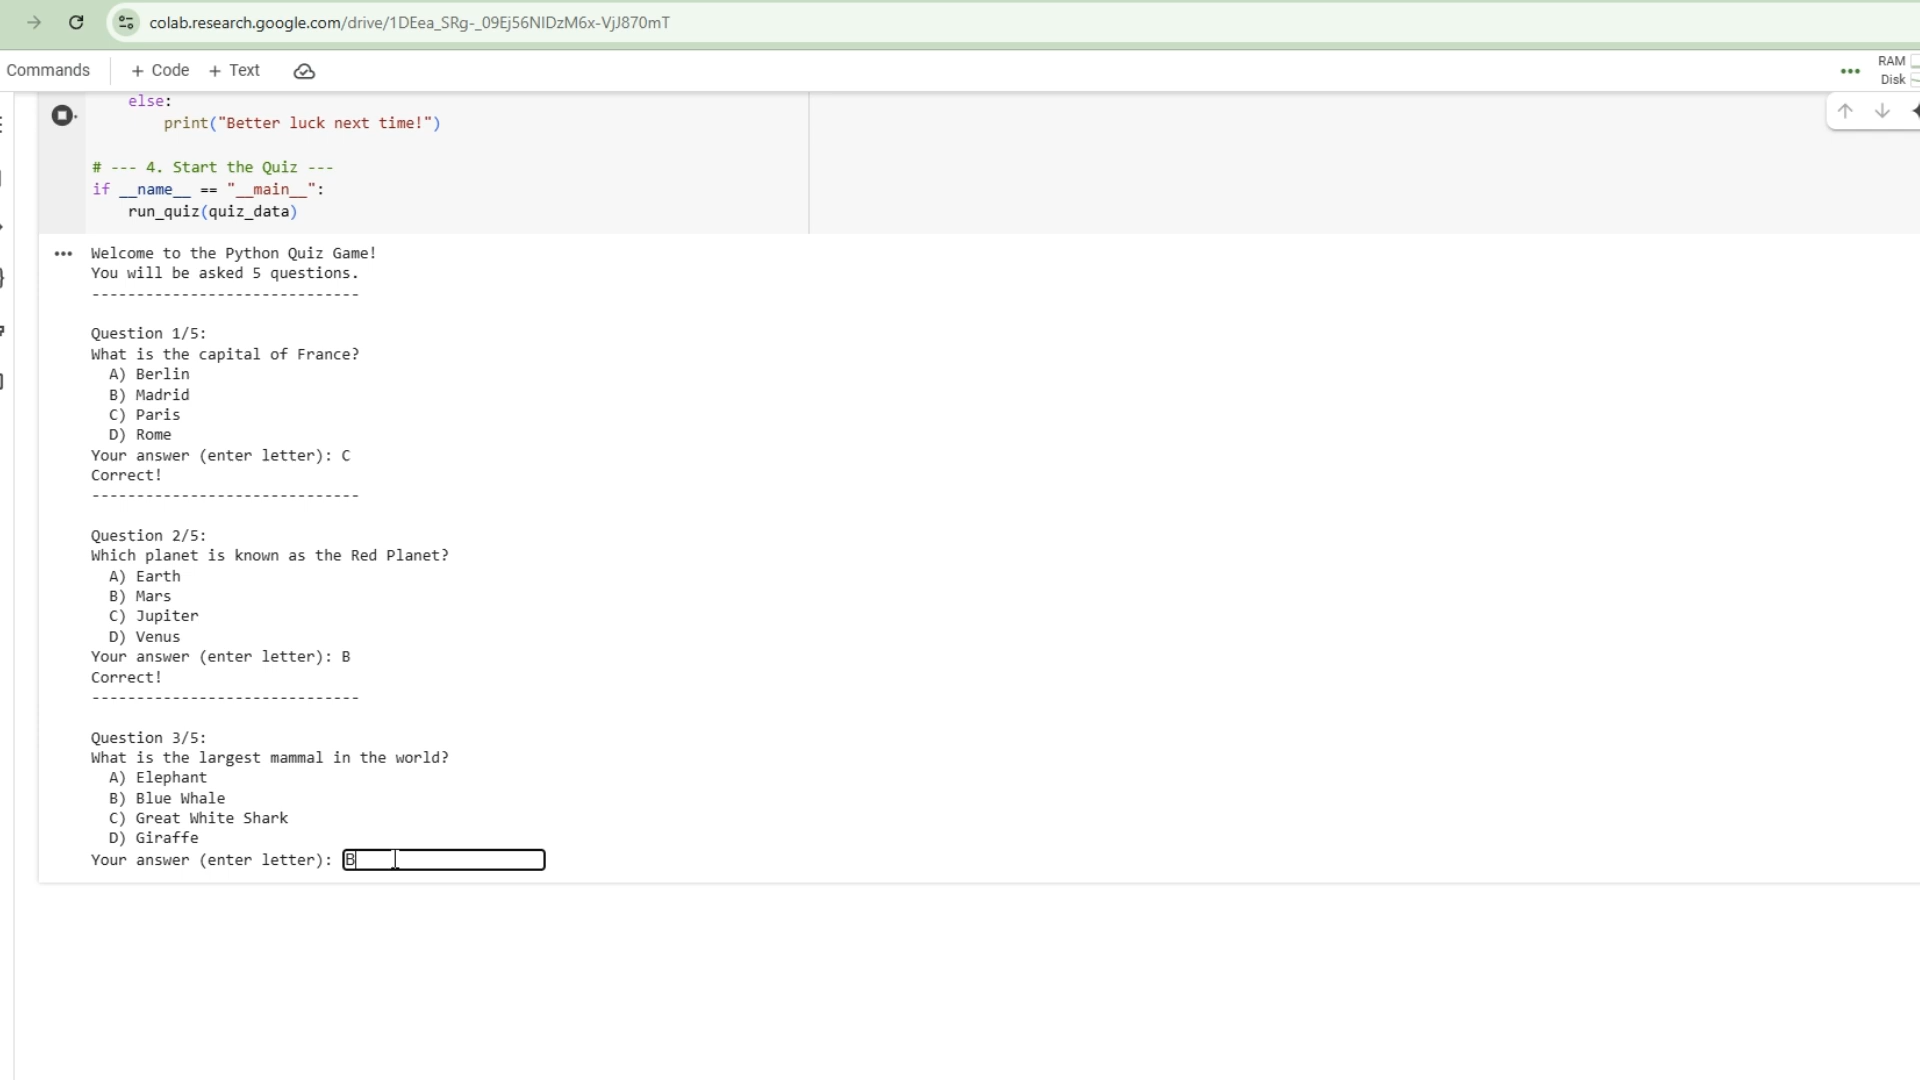 colab.research.google.com/drive/1DEea_SRg-_09Ej56NIDzM6x-VjJ870mT
Commands + Code + Text
RAM
Disk
else:
print("Better luck next time!")
# --- 4. Start the Quiz ---
if __name__ == "__main__":
run_quiz(quiz_data)
Welcome to the Python Quiz Game!
You will be asked 5 questions.
------------------------------
Question 1/5:
What is the capital of France?
A) Berlin
B) Madrid
C) Paris
D) Rome
Your answer (enter letter): C
Correct!
------------------------------
Question 2/5:
Which planet is known as the Red Planet?
A) Earth
B) Mars
C) Jupiter
D) Venus
Your answer (enter letter): B
Correct!
------------------------------
Question 3/5:
What is the largest mammal in the world?
A) Elephant
B) Blue Whale
C) Great White Shark
D) Giraffe
Your answer (enter letter): B